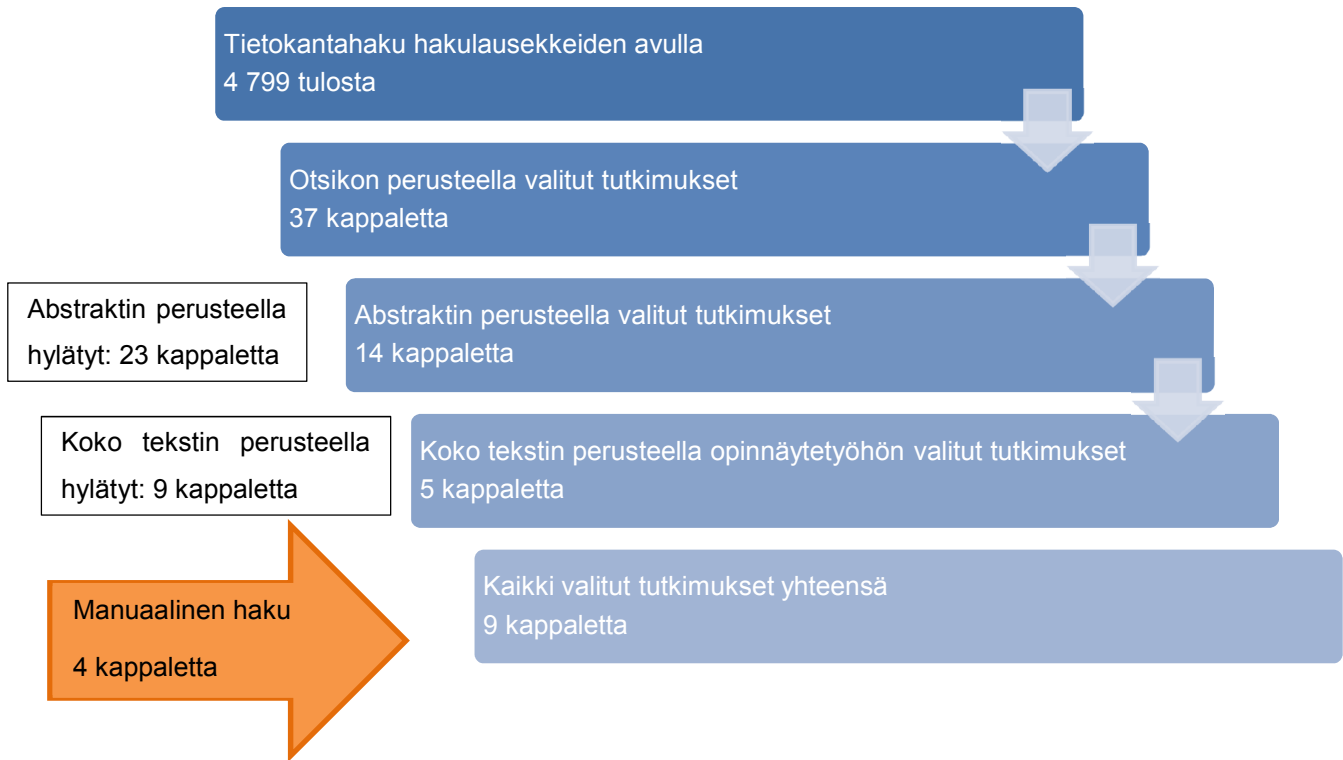 Tietokantahaku hakulausekkeiden avulla
4 799 tulosta
Otsikon perusteella valitut tutkimukset
37 kappaletta
Abstraktin perusteella
hylätyt: 23 kappaletta
Abstraktin perusteella valitut tutkimukset
14 kappaletta
Koko tekstin perusteella
hylätyt: 9 kappaletta
Koko tekstin perusteella opinnäytetyöhön valitut tutkimukset
5 kappaletta
Manuaalinen haku
4 kappaletta
Kaikki valitut tutkimukset yhteensä
9 kappaletta